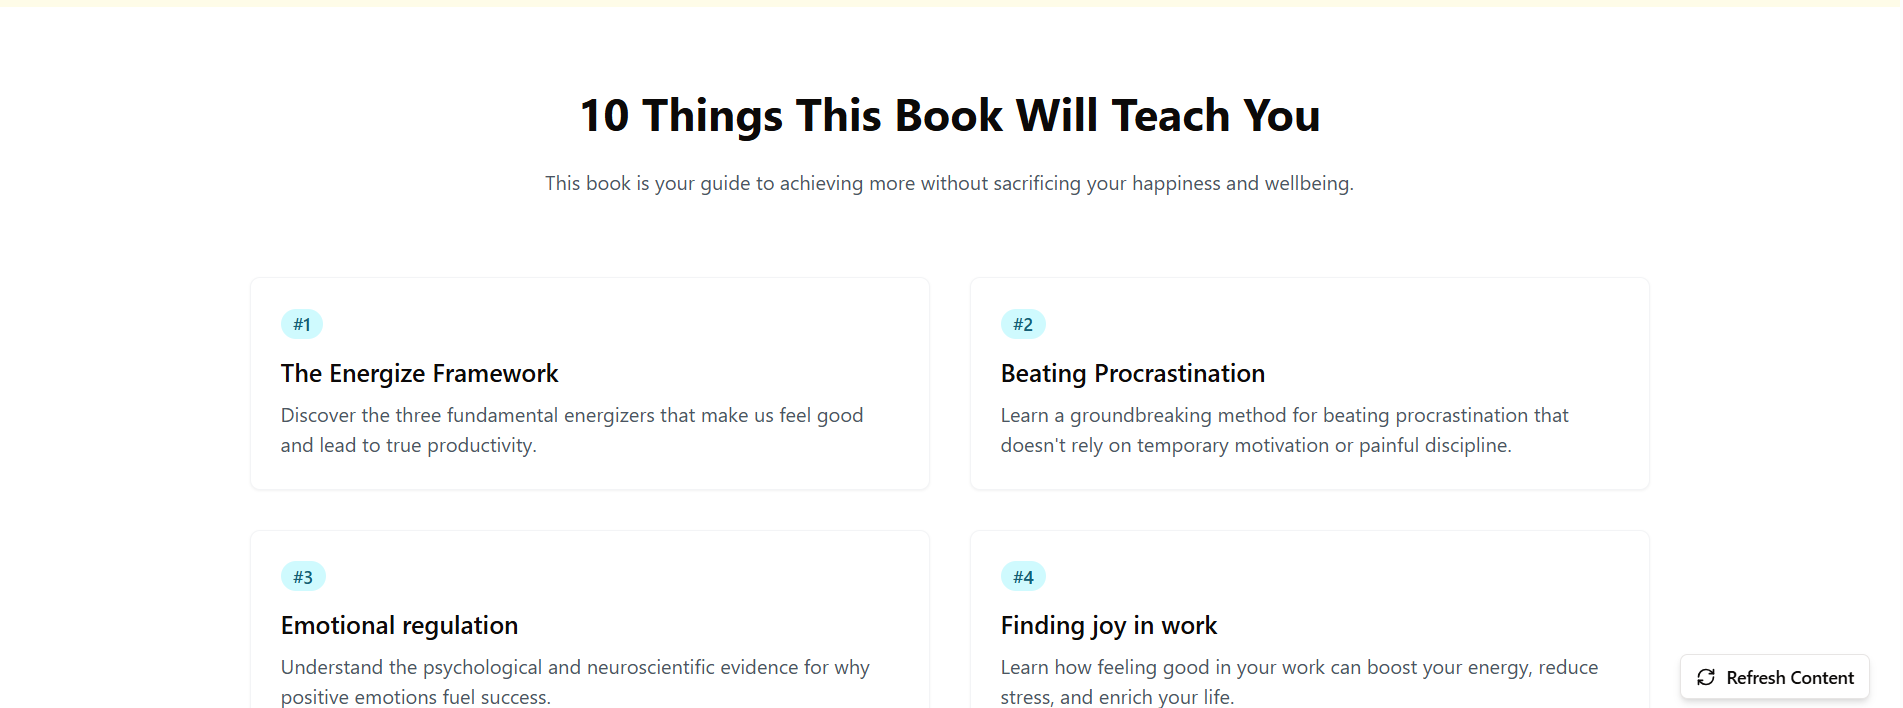 10 Things This Book Will Teach You
This book is your guide to achieving more without sacrificing your happiness and wellbeing.
#1
The Energize Framework
Discover the three fundamental energizers that make us feel good
and lead to true productivity.
#2
Beating Procrastination
Learn a groundbreaking method for beating procrastination that
doesn't rely on temporary motivation or painful discipline.
#3
Emotional regulation
Understand the psychological and neuroscientific evidence for why
positive emotions fuel success.
#4
Finding joy in work
Learn how feeling good in your work can boost your energy, reduce
stress, and enrich your life.
Refresh Content